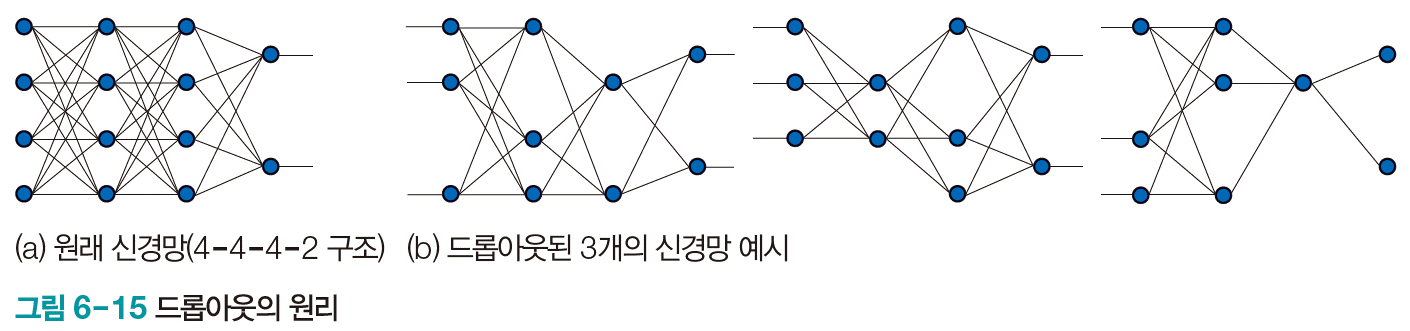 (a) 원래 신경망(4-4-4-2 구조) (b) 드롭아웃된 3개의 신경망 예시
그림 6-15 드롭아웃의 원리